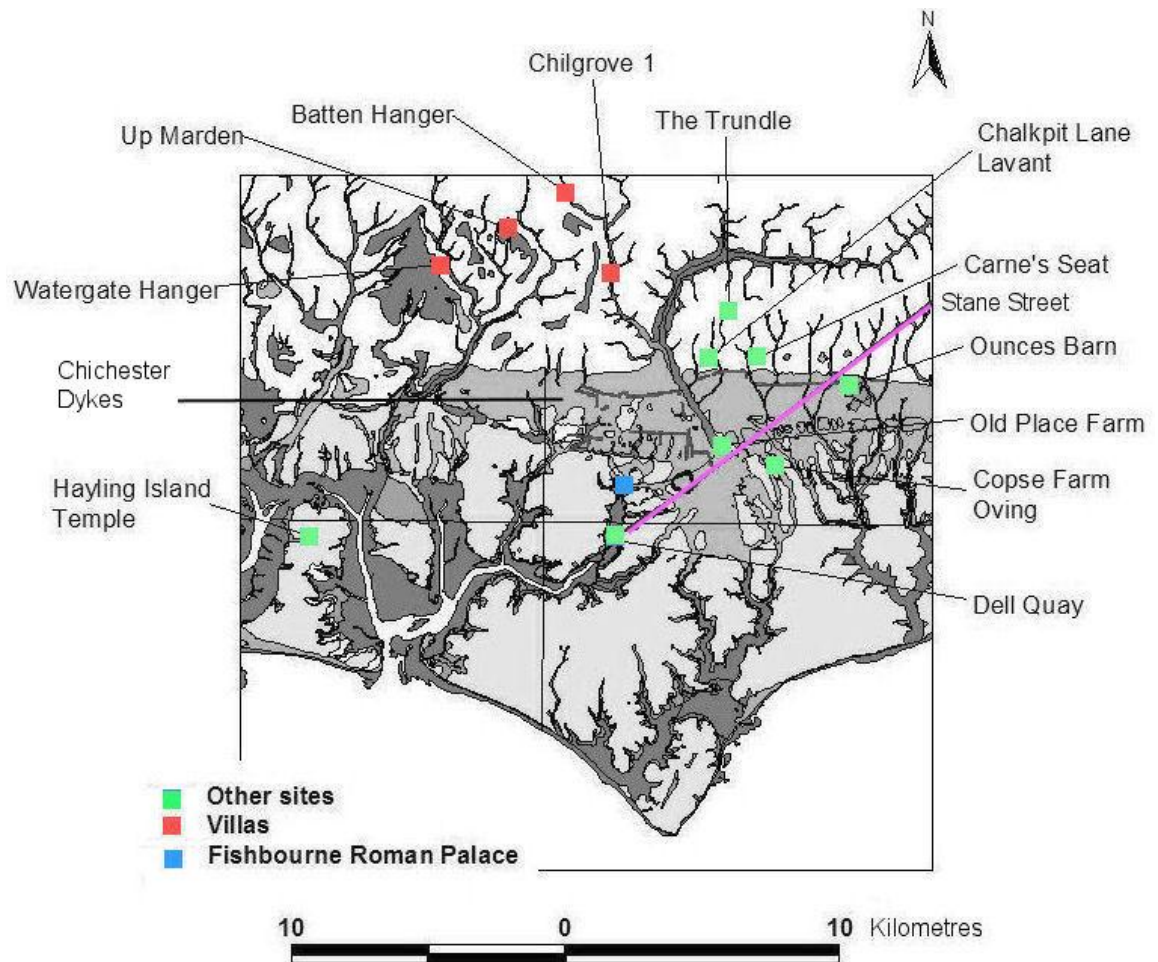 N
Chilgrove 1
Batten Hanger
The Trundle
Up Marden
Chalkpit Lane
Lavant
Carne's Seat
Watergate Hanger
Stane Street
Ounces Barn
Chichester
Dykes
Old Place Farm
Hayling Island
Temple
Copse Farm
Oving
Dell Quay
Other sites
Villas
Fishbourne Roman Palace
10 0 10 Kilometres